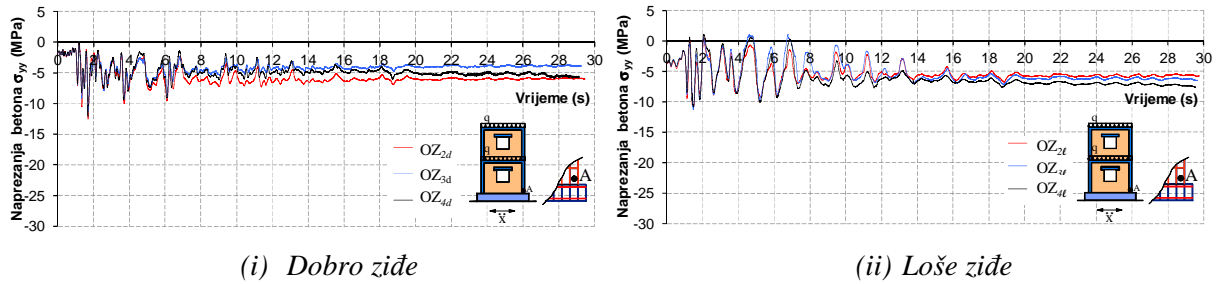 Naprezanja betona σyy (MPa)
5
0
-5
-10
-15
-20
-25
-30
0 2 4 6 8 10 12 14 16 18 20 22 24 26 28 30
Vrijeme (s)
OZ2d
OZ3d
OZ4d
q
q
A
ẍ
A
(i) Dobro ziđe
Naprezanja betona σyy (MPa)
5
0
-5
-10
-15
-20
-25
-30
0 2 4 6 8 10 12 14 16 18 20 22 24 26 28 30
Vrijeme (s)
OZ2ℓ
OZ3ℓ
OZ4ℓ
q
q
A
ẍ
A
(ii) Loše ziđe